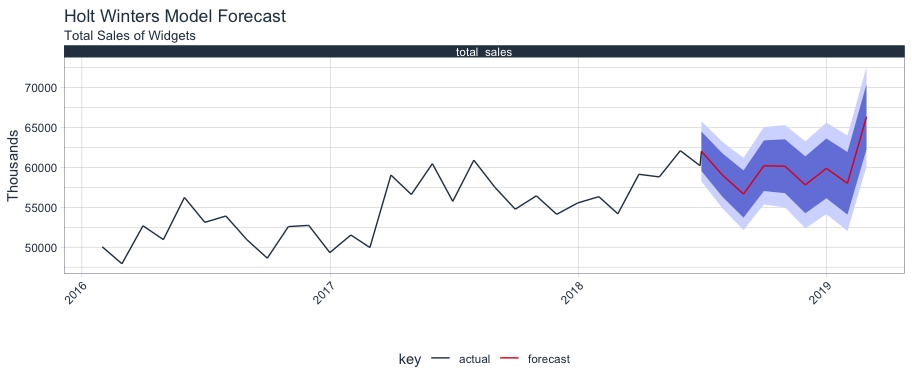 Holt Winters Model Forecast
Total Sales of Widgets
total_sales
70000
65000
60000
55000
50000
Thousands
2016
2017
2018
2019
key
actual
forecast